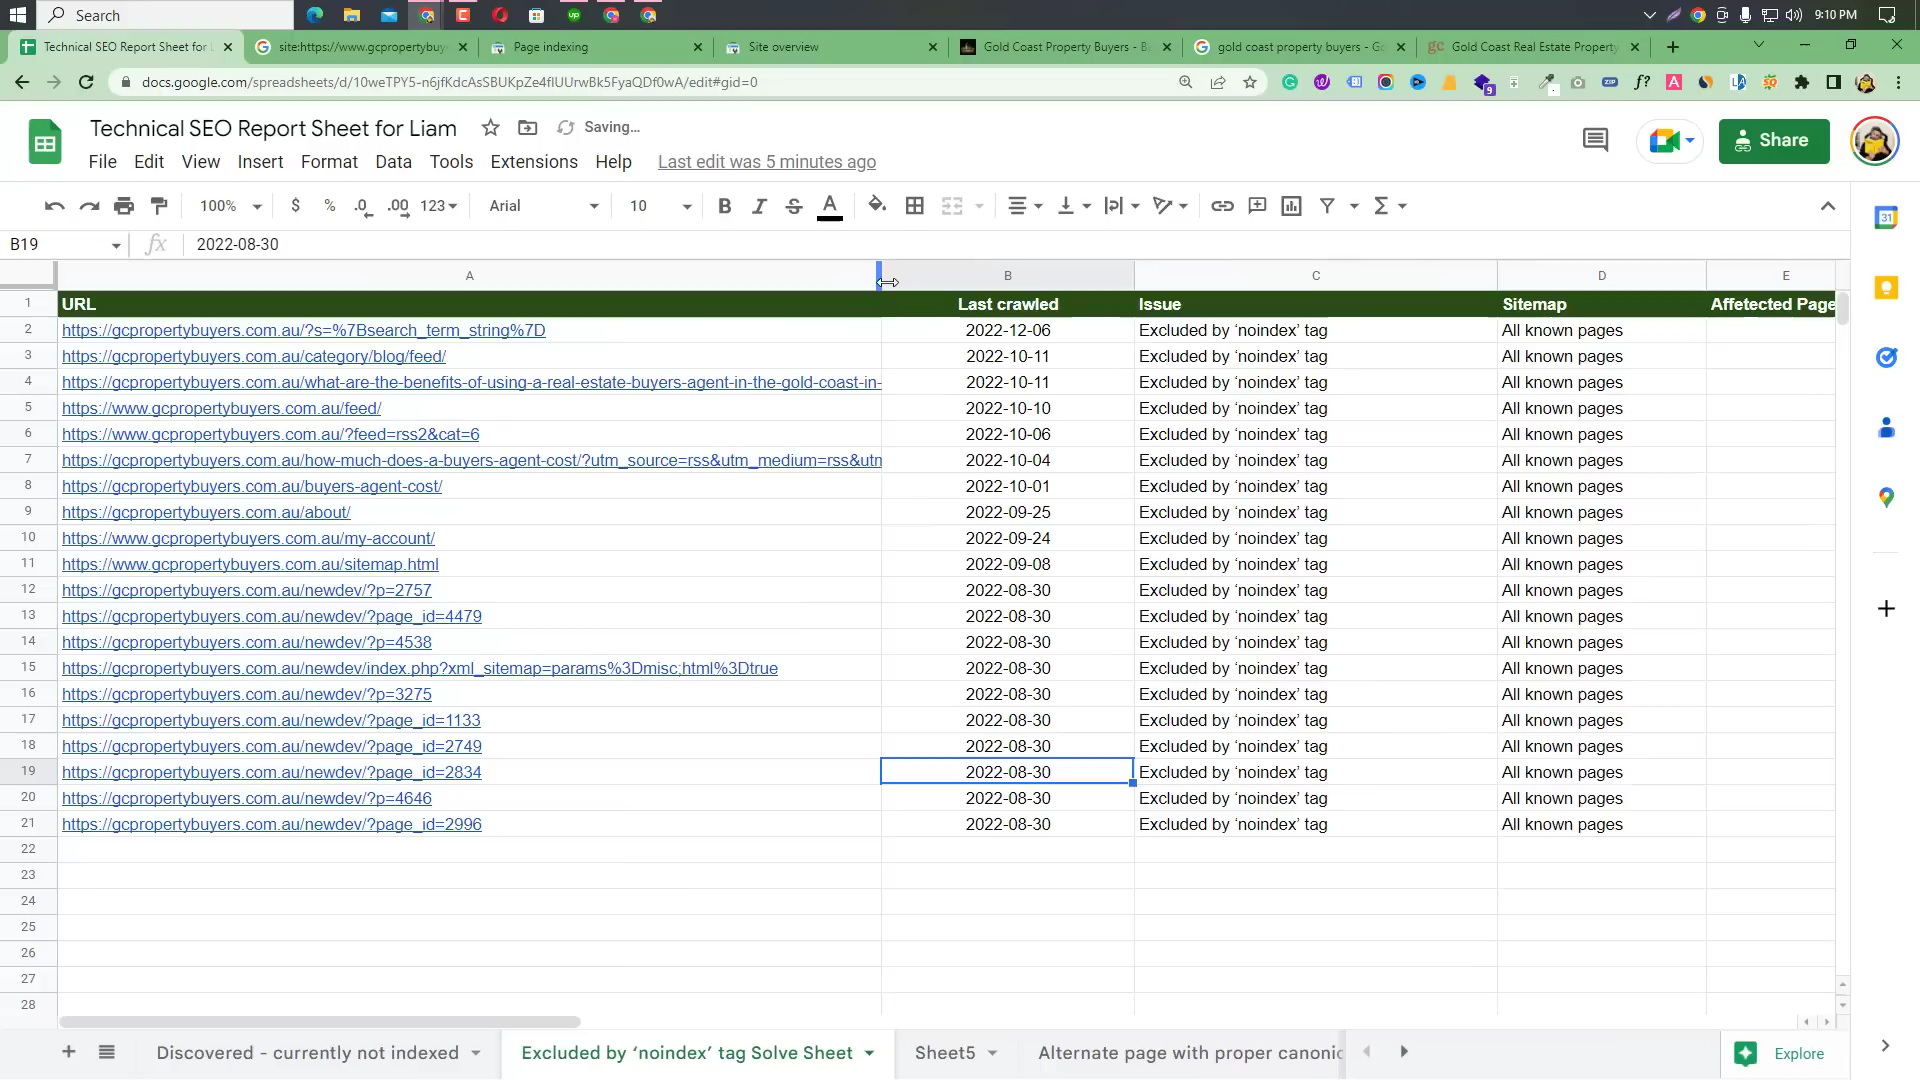 Search
9:10 PM
Technical SEO Report Sheet for L
site:https://www.gcpropertybuye
Page indexing
Site overview
Gold Coast Property Buyers - B
gold coast property buyers - Go
Gold Coast Real Estate Property
docs.google.com/spreadsheets/d/10weTPY5-n6jfKdcAsSBUKpZe4flUUrwBk5FyaQDf0wA/edit#gid=0
Technical SEO Report Sheet for Liam
Saving...
Share
File Edit View Insert Format Data Tools Extensions Help Last edit was 5 minutes ago
100% $ % .0 .00 123 Arial 10 B I S A
B19 fx 2022-08-30
A B C D E
1 URL Last crawled Issue Sitemap Affetected Page
2 https://gcpropertybuyers.com.au/?s=%7Bsearch_term_string%7D 2022-12-06 Excluded by ‘noindex’ tag All known pages
3 https://gcpropertybuyers.com.au/category/blog/feed/ 2022-10-11 Excluded by ‘noindex’ tag All known pages
4 https://gcpropertybuyers.com.au/what-are-the-benefits-of-using-a-real-estate-buyers-agent-in-the-gold-coast-in- 2022-10-11 Excluded by ‘noindex’ tag All known pages
5 https://www.gcpropertybuyers.com.au/feed/ 2022-10-10 Excluded by ‘noindex’ tag All known pages
6 https://www.gcpropertybuyers.com.au/?feed=rss2&cat=6 2022-10-06 Excluded by ‘noindex’ tag All known pages
7 https://gcpropertybuyers.com.au/how-much-does-a-buyers-agent-cost/?utm_source=rss&utm_medium=rss&utm 2022-10-04 Excluded by ‘noindex’ tag All known pages
8 https://gcpropertybuyers.com.au/buyers-agent-cost/ 2022-10-01 Excluded by ‘noindex’ tag All known pages
9 https://gcpropertybuyers.com.au/about/ 2022-09-25 Excluded by ‘noindex’ tag All known pages
10 https://www.gcpropertybuyers.com.au/my-account/ 2022-09-24 Excluded by ‘noindex’ tag All known pages
11 https://www.gcpropertybuyers.com.au/sitemap.html 2022-09-08 Excluded by ‘noindex’ tag All known pages
12 https://gcpropertybuyers.com.au/newdev/?p=2757 2022-08-30 Excluded by ‘noindex’ tag All known pages
13 https://gcpropertybuyers.com.au/newdev/?page_id=4479 2022-08-30 Excluded by ‘noindex’ tag All known pages
14 https://gcpropertybuyers.com.au/newdev/?p=4538 2022-08-30 Excluded by ‘noindex’ tag All known pages
15 https://gcpropertybuyers.com.au/newdev/index.php?xml_sitemap=params%3Dmisc;html%3Dtrue 2022-08-30 Excluded by ‘noindex’ tag All known pages
16 https://gcpropertybuyers.com.au/newdev/?p=3275 2022-08-30 Excluded by ‘noindex’ tag All known pages
17 https://gcpropertybuyers.com.au/newdev/?page_id=1133 2022-08-30 Excluded by ‘noindex’ tag All known pages
18 https://gcpropertybuyers.com.au/newdev/?page_id=2749 2022-08-30 Excluded by ‘noindex’ tag All known pages
19 https://gcpropertybuyers.com.au/newdev/?page_id=2834 2022-08-30 Excluded by ‘noindex’ tag All known pages
20 https://gcpropertybuyers.com.au/newdev/?p=4646 2022-08-30 Excluded by ‘noindex’ tag All known pages
21 https://gcpropertybuyers.com.au/newdev/?page_id=2996 2022-08-30 Excluded by ‘noindex’ tag All known pages
22
23
24
25
26
27
28
Discovered - currently not indexed Excluded by ‘noindex’ tag Solve Sheet Sheet5 Alternate page with proper canonic Explore